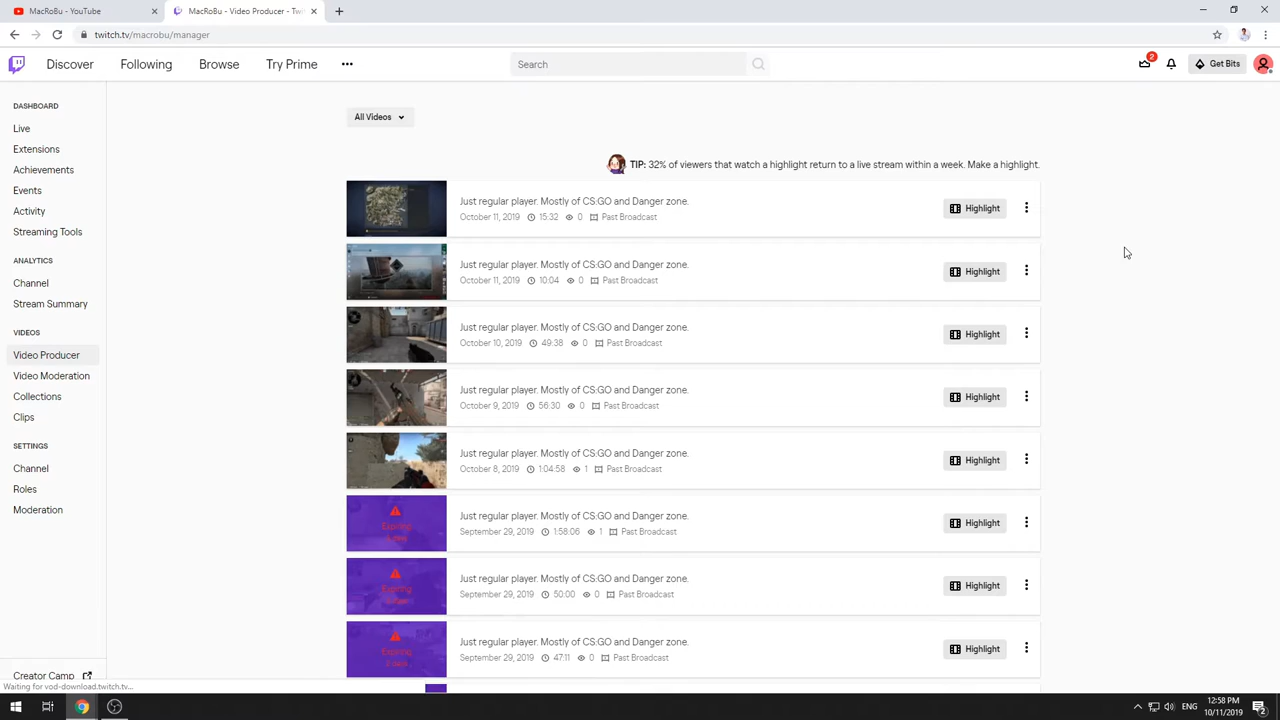 MacRoBu - YouTube
MacRoBu - Video Producer - Twi
twitch.tv/macrobu/manager
Discover
Following
Browse
Try Prime
Search
2
Get Bits
DASHBOARD
Live
Extensions
Achievements
Events
Activity
Streaming Tools
ANALYTICS
Channel
Stream Summary
VIDEOS
Video Producer
Video Moderation
Collections
Clips
SETTINGS
Channel
Roles
Moderation
Creator Camp
All Videos
TIP: 32% of viewers that watch a highlight return to a live stream within a week. Make a highlight.
Just regular player. Mostly of CS:GO and Danger zone.
October 11, 2019 15:32 0 Past Broadcast
Highlight
Just regular player. Mostly of CS:GO and Danger zone.
October 11, 2019 10:04 0 Past Broadcast
Highlight
Just regular player. Mostly of CS:GO and Danger zone.
October 10, 2019 49:38 0 Past Broadcast
Highlight
Just regular player. Mostly of CS:GO and Danger zone.
October 9, 2019 56:30 0 Past Broadcast
Highlight
Just regular player. Mostly of CS:GO and Danger zone.
October 8, 2019 1:04:58 1 Past Broadcast
Highlight
Expiring
Just regular player. Mostly of CS:GO and Danger zone.
September 29, 2019 1:58:06 1 Past Broadcast
Highlight
Expiring
Just regular player. Mostly of CS:GO and Danger zone.
September 29, 2019 50:00 0 Past Broadcast
Highlight
Expiring
Just regular player. Mostly of CS:GO and Danger zone.
September 29, 2019 47:11 0 Past Broadcast
Highlight
Waiting for vod-download.twitch.tv...
ENG
12:58 PM
10/11/2019
2